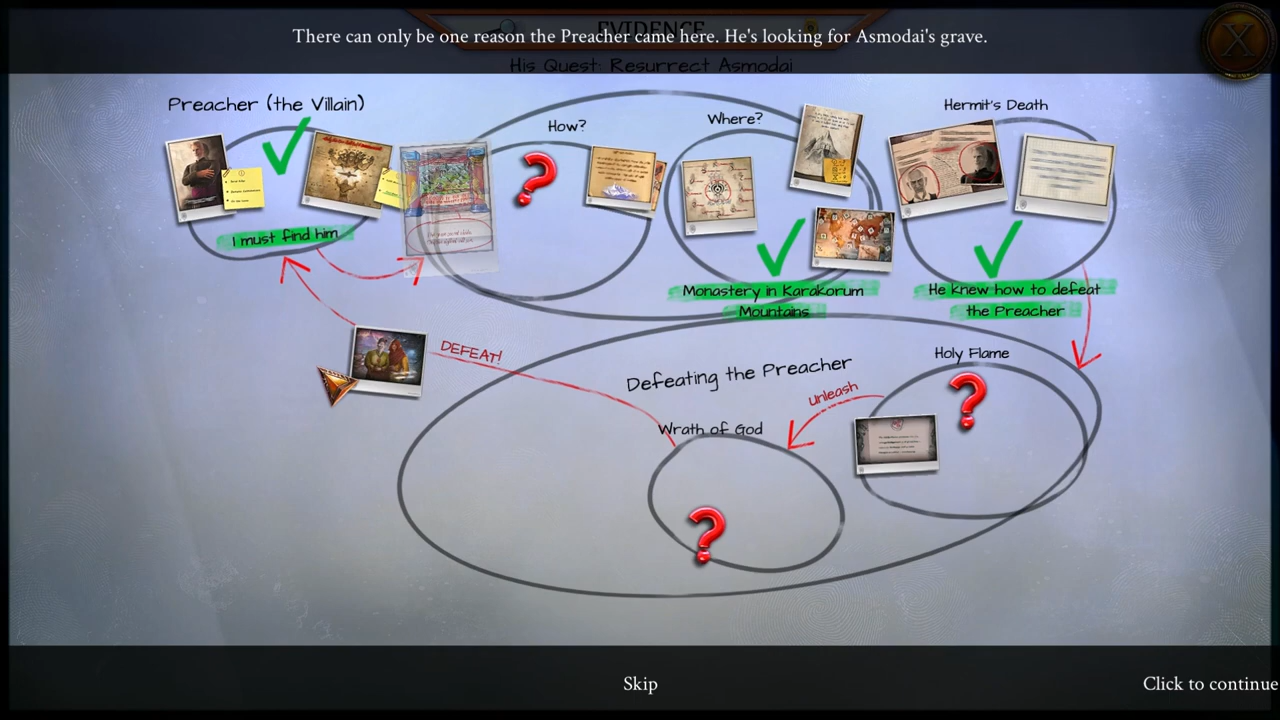 EVIDENCE
There can only be one reason the Preacher came here. He's looking for Asmodai's grave.
X
His Quest: Resurrect Asmodai
Preacher (the Villain)
How?
Where?
Hermit's Death
I must find him
Monastery in Karakorum
Mountains
He knew how to defeat
the Preacher
DEFEAT!
Defeating the Preacher
Holy Flame
Unleash
Wrath of God
Skip
Click to continue